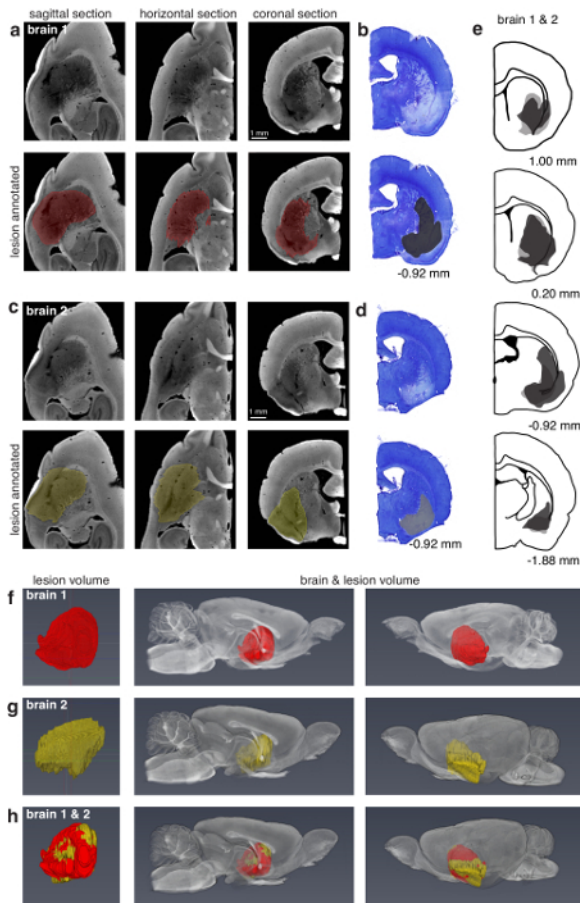 sagittal section horizontal section coronal section
a b e brain 1 & 2
brain 1
1 mm
1.00 mm
lesion annotated
-0.92 mm
0.20 mm
c d
brain 2
1 mm
-0.92 mm
lesion annotated
-0.92 mm
-1.88 mm
lesion volume brain & lesion volume
f brain 1
g brain 2
h brain 1 & 2